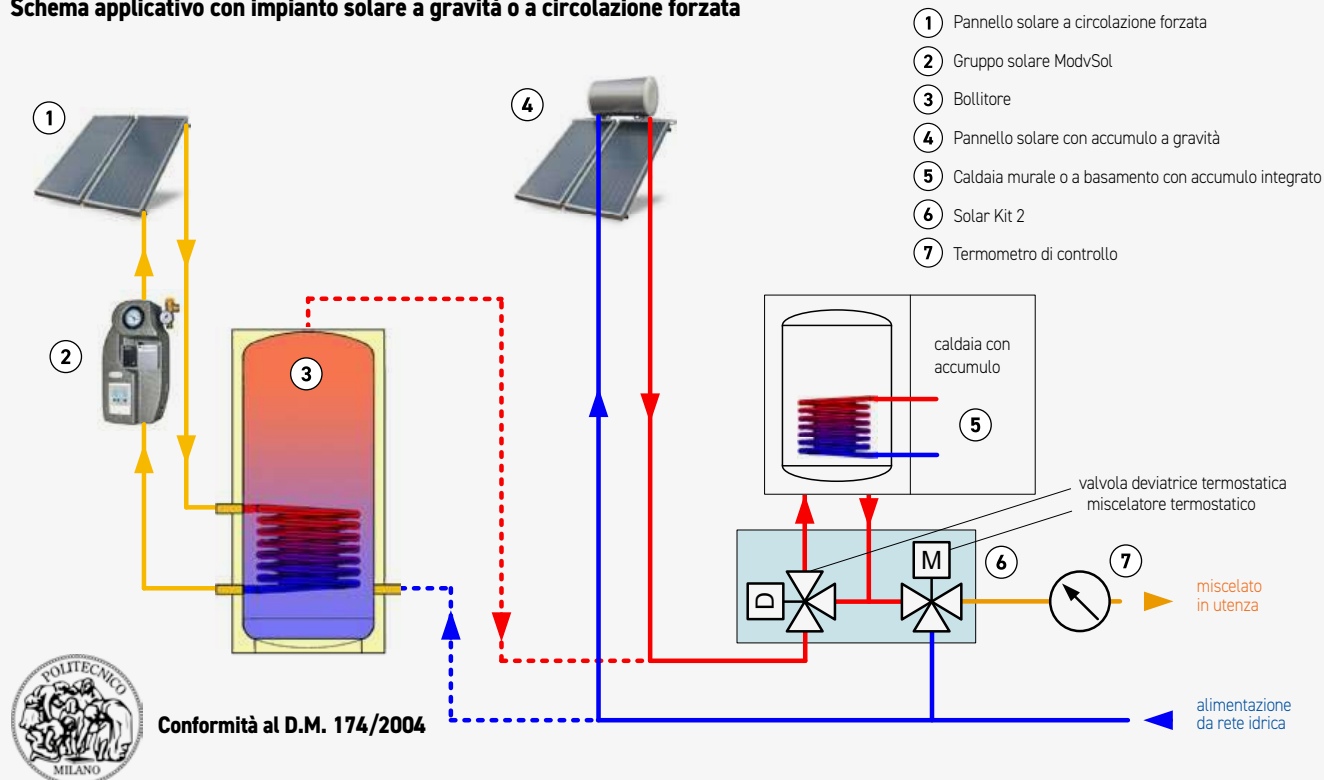 Schema applicativo con impianto solare a gravità o a circolazione forzata
1 Pannello solare a circolazione forzata
2 Gruppo solare ModvSol
3 Bollitore
4 Pannello solare con accumulo a gravità
5 Caldaia murale o a basamento con accumulo integrato
6 Solar Kit 2
7 Termometro di controllo
1
4
2
3
caldaia con
accumulo
5
valvola deviatrice termostatica
miscelatore termostatico
M
6
7
D
miscelato
in utenza
POLITECNICO
MILANO
Conformità al D.M. 174/2004
alimentazione
da rete idrica